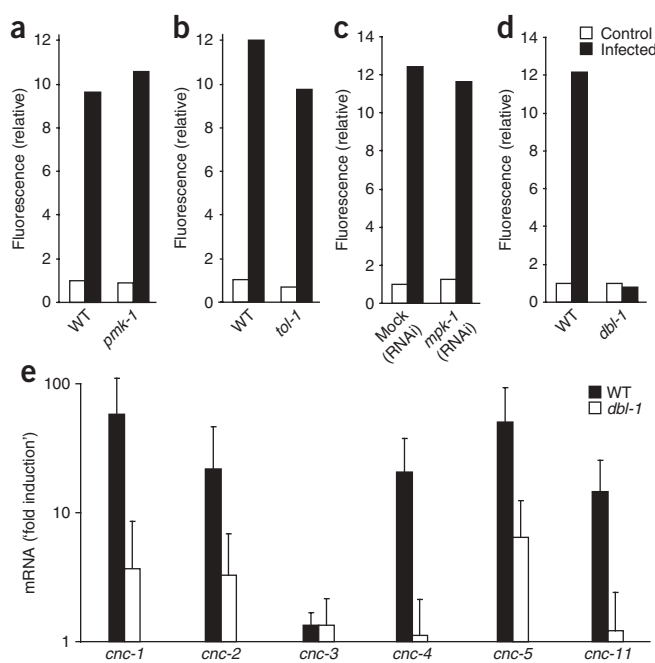 a
Fluorescence (relative)
12
10
8
6
4
2
0
WT
pmk-1
b
Fluorescence (relative)
12
10
8
6
4
2
0
WT
tol-1
c
Fluorescence (relative)
14
12
10
8
6
4
2
0
Mock (RNAi)
mpk-1 (RNAi)
d
Control
Infected
Fluorescence (relative)
14
12
10
8
6
4
2
0
WT
dbl-1
e
WT
dbl-1
mRNA ('fold induction')
100
10
1
cnc-1 cnc-2 cnc-3 cnc-4 cnc-5 cnc-11